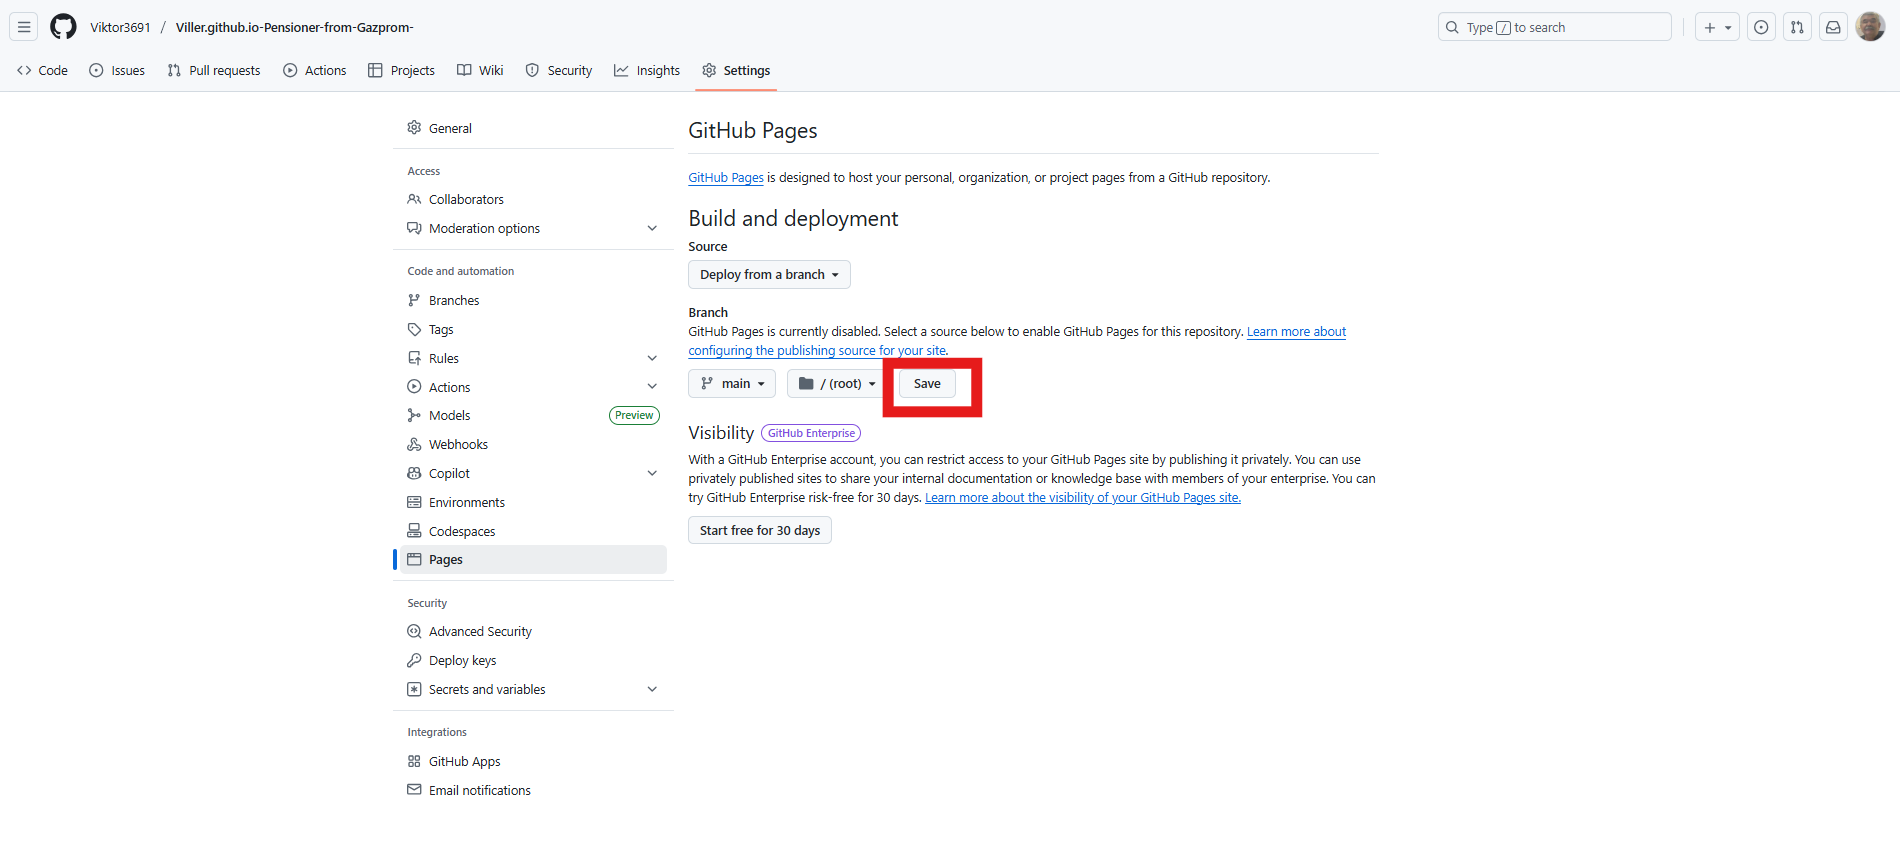 Viktor3691 / Viller.github.io-Pensioner-from-Gazprom-
Type / to search
Code
Issues
Pull requests
Actions
Projects
Wiki
Security
Insights
Settings
General
Access
Collaborators
Moderation options
Code and automation
Branches
Tags
Rules
Actions
Models Preview
Webhooks
Copilot
Environments
Codespaces
Pages
Security
Advanced Security
Deploy keys
Secrets and variables
Integrations
GitHub Apps
Email notifications
GitHub Pages
GitHub Pages is designed to host your personal, organization, or project pages from a GitHub repository.
Build and deployment
Source
Deploy from a branch
Branch
GitHub Pages is currently disabled. Select a source below to enable GitHub Pages for this repository. Learn more about
configuring the publishing source for your site.
main
/ (root)
Save
Visibility GitHub Enterprise
With a GitHub Enterprise account, you can restrict access to your GitHub Pages site by publishing it privately. You can use
privately published sites to share your internal documentation or knowledge base with members of your enterprise. You can
try GitHub Enterprise risk-free for 30 days. Learn more about the visibility of your GitHub Pages site.
Start free for 30 days